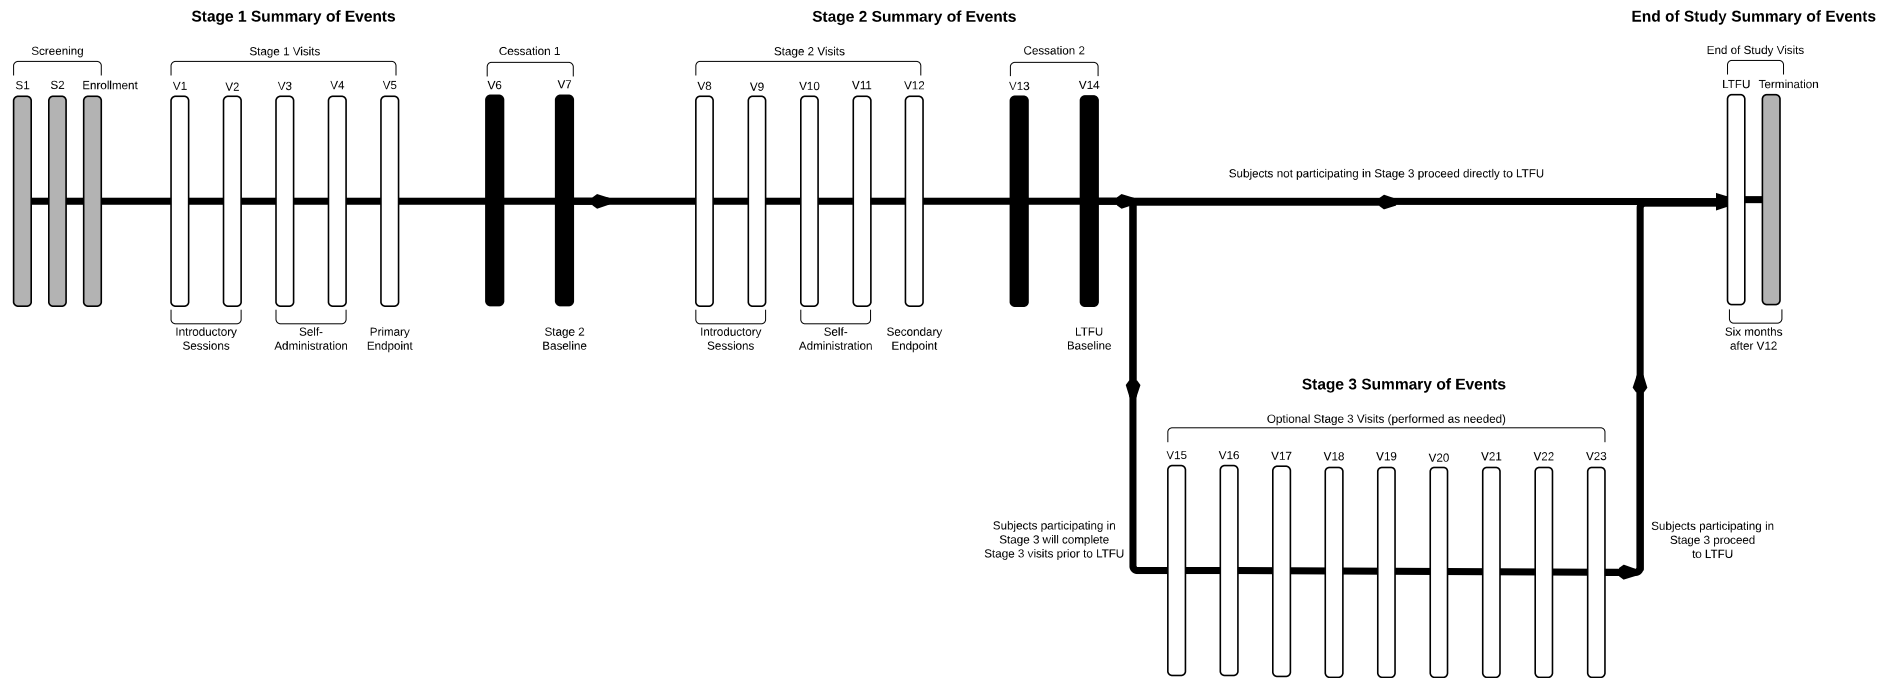 Stage 1 Summary of Events
Stage 2 Summary of Events
End of Study Summary of Events
Screening
Stage 1 Visits
Cessation 1
Stage 2 Visits
Cessation 2
End of Study Visits
S1
S2
Enrollment
V1
V2
V3
V4
V5
V6
V7
V8
V9
V10
V11
V12
V13
V14
LTFU
Termination
Subjects not participating in Stage 3 proceed directly to LTFU
Introductory
Sessions
Self-
Administration
Primary
Endpoint
Stage 2
Baseline
Introductory
Sessions
Self-
Administration
Secondary
Endpoint
LTFU
Baseline
Six months
after V12
Stage 3 Summary of Events
Optional Stage 3 Visits (performed as needed)
V15
V16
V17
V18
V19
V20
V21
V22
V23
Subjects participating in
Stage 3 will complete
Stage 3 visits prior to LTFU
Subjects participating in
Stage 3 proceed
to LTFU